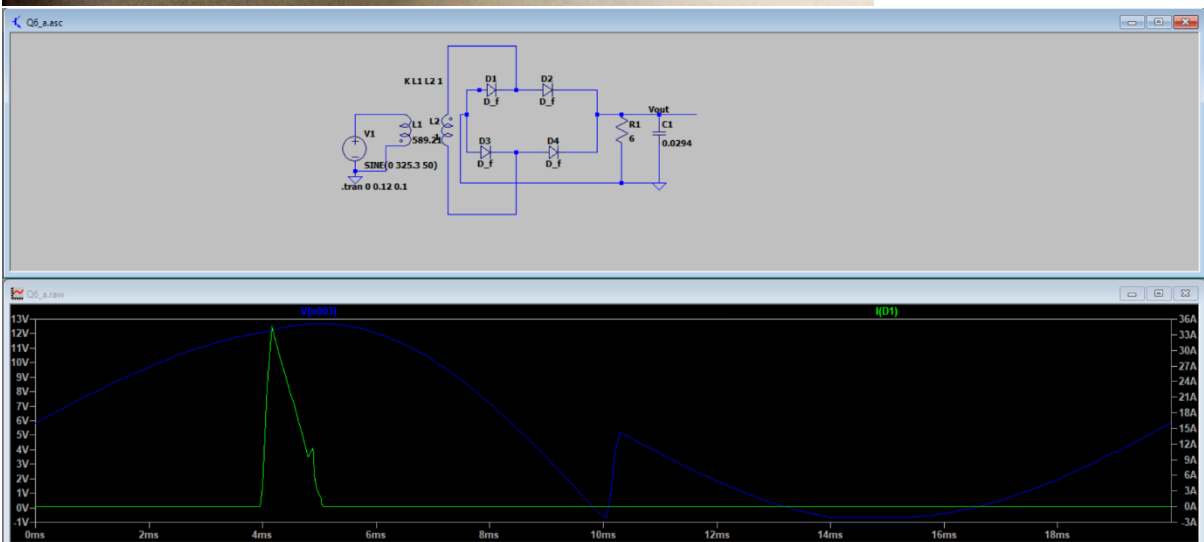 Q6_a.asc
K L1 L2 1
D1
D_f
D2
D_f
Vout
V1
L1
589.21
L2
1
D3
D_f
D4
D_f
R1
6
C1
0.0294
SINE(0 325.3 50)
.tran 0 0.12 0.1
Q6_a.raw
V(n003)
I(D1)
13V
12V
11V
10V
9V
8V
7V
6V
5V
4V
3V
2V
1V
0V
-1V
36A
33A
30A
27A
24A
21A
18A
15A
12A
9A
6A
3A
0A
-3A
0ms
2ms
4ms
6ms
8ms
10ms
12ms
14ms
16ms
18ms